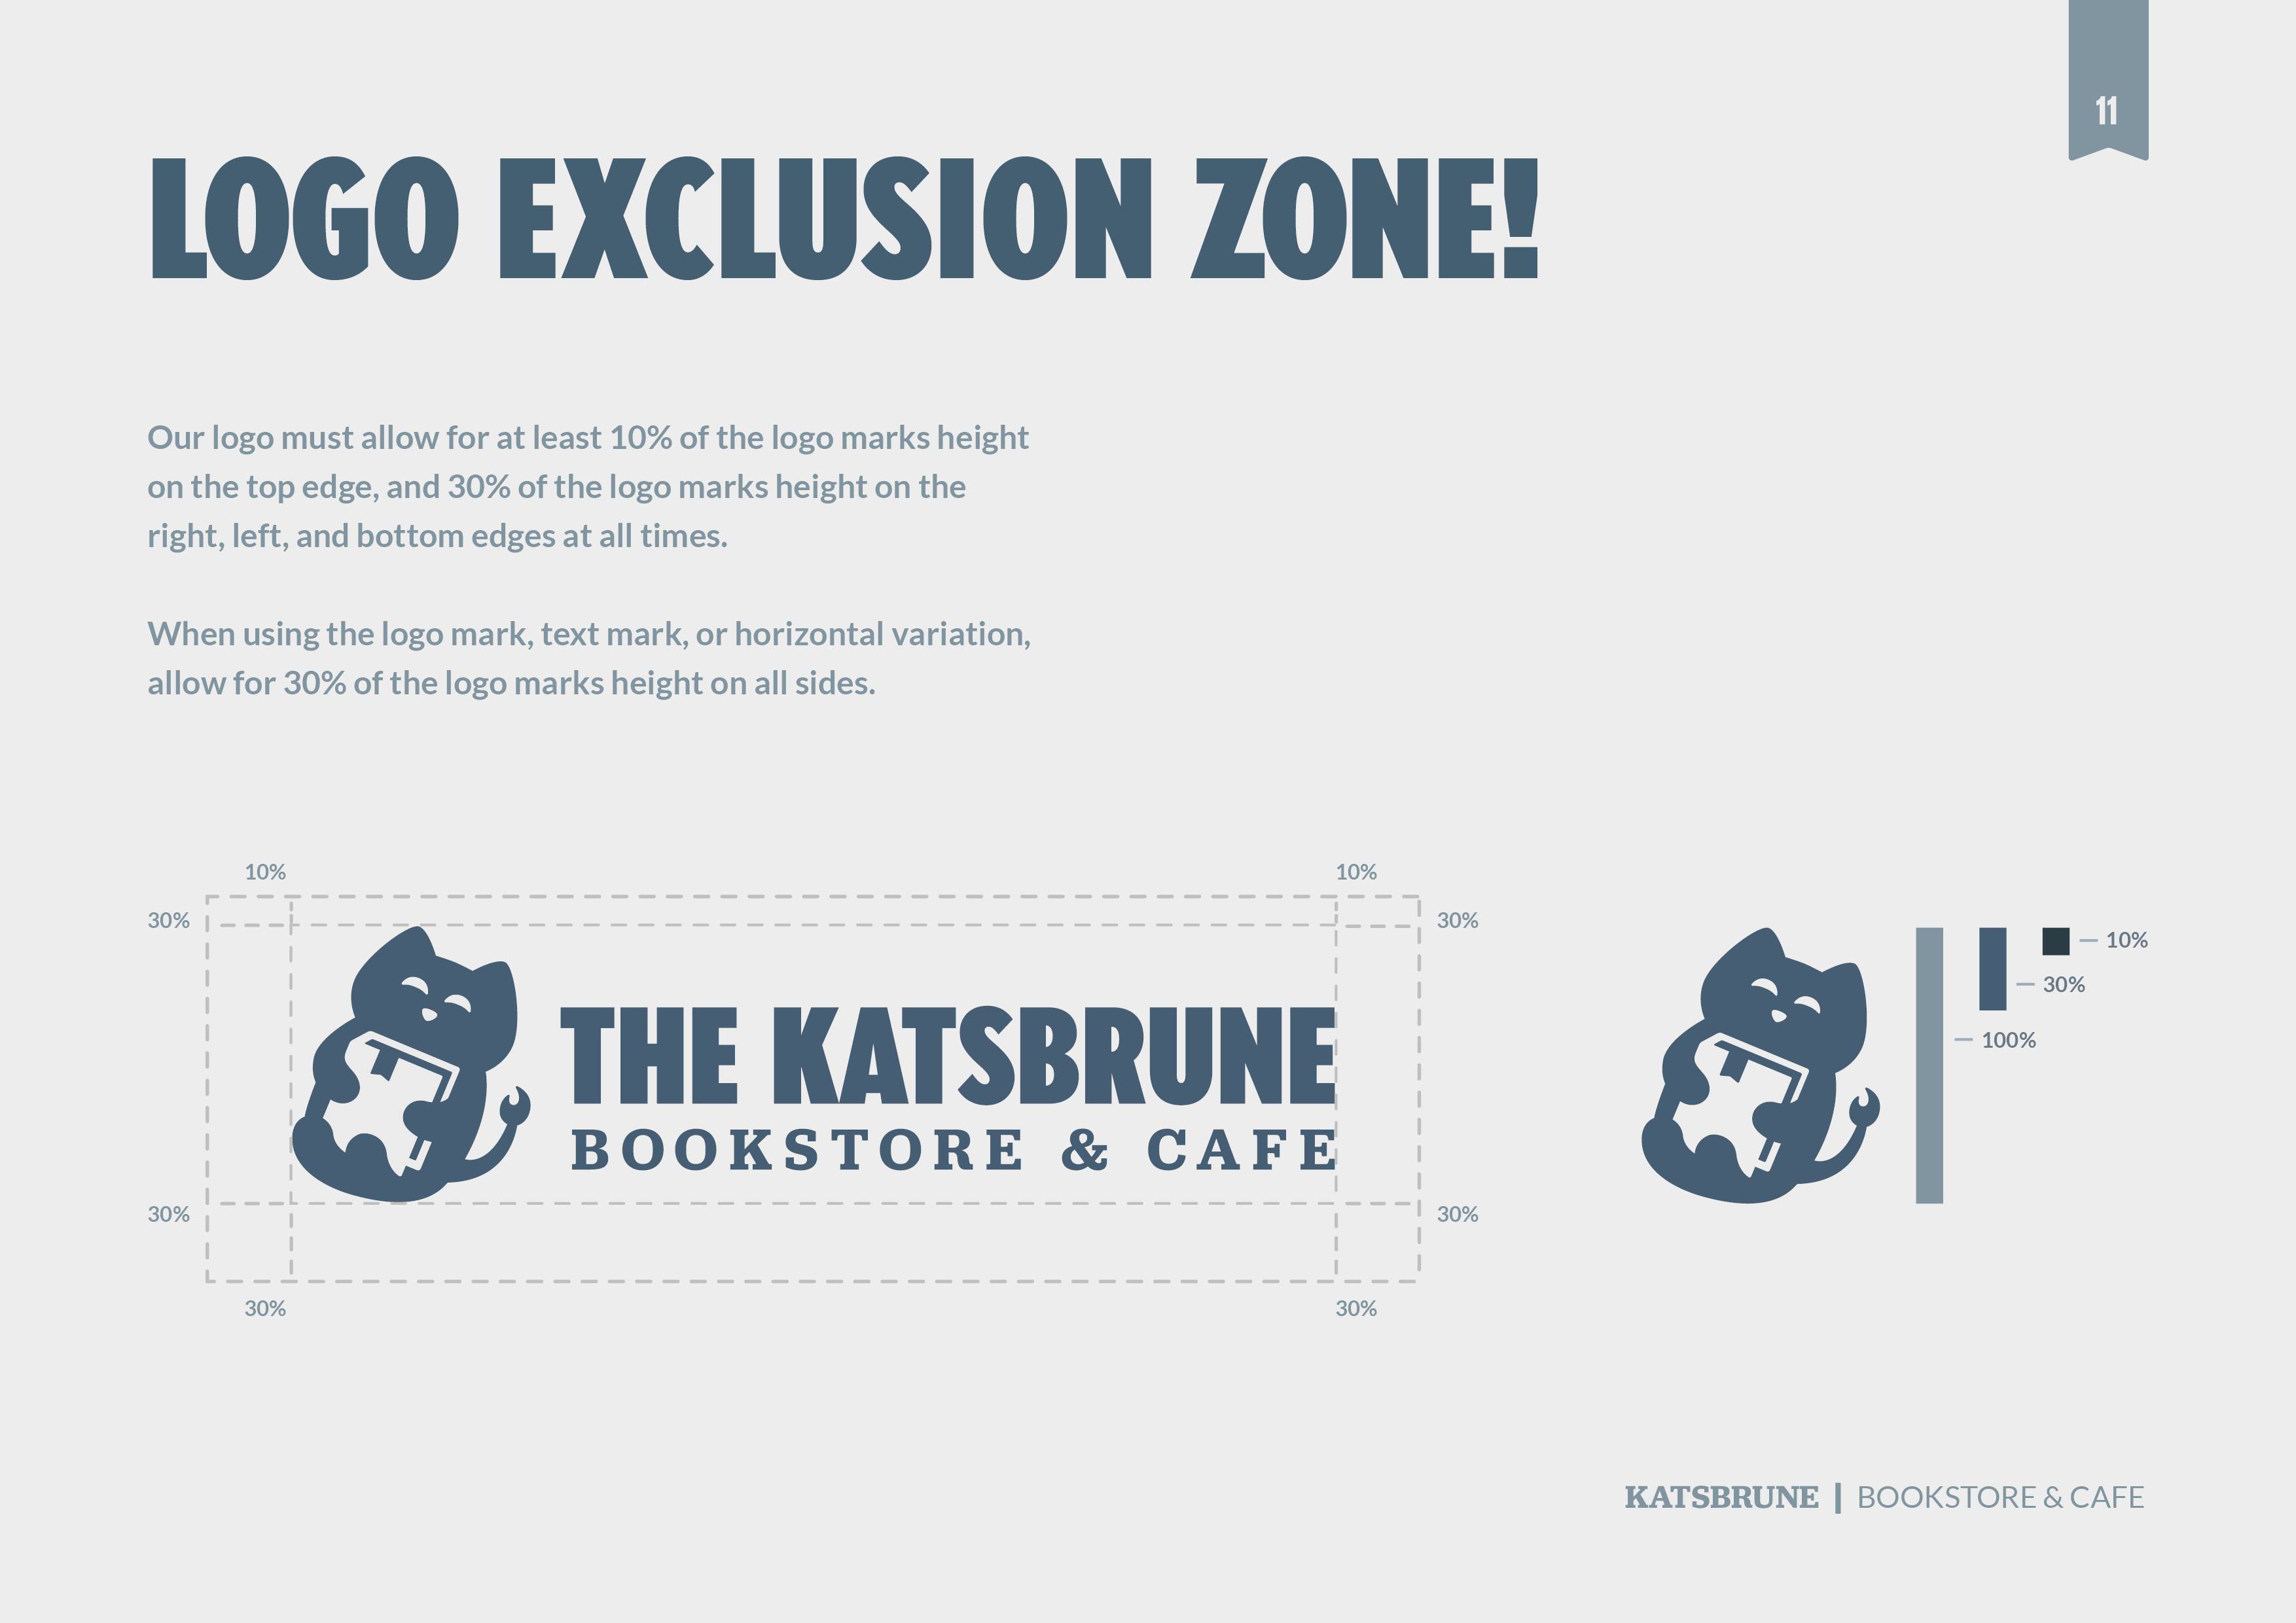 11
LOGO EXCLUSION ZONE!
Our logo must allow for at least 10% of the logo marks height
on the top edge, and 30% of the logo marks height on the
right, left, and bottom edges at all times.
When using the logo mark, text mark, or horizontal variation,
allow for 30% of the logo marks height on all sides.
10% 10%
30% 30%
10%
30%
100%
THE KATSBRUNE
BOOKSTORE & CAFE
30% 30%
30% 30%
KATSBRUNE | BOOKSTORE & CAFE